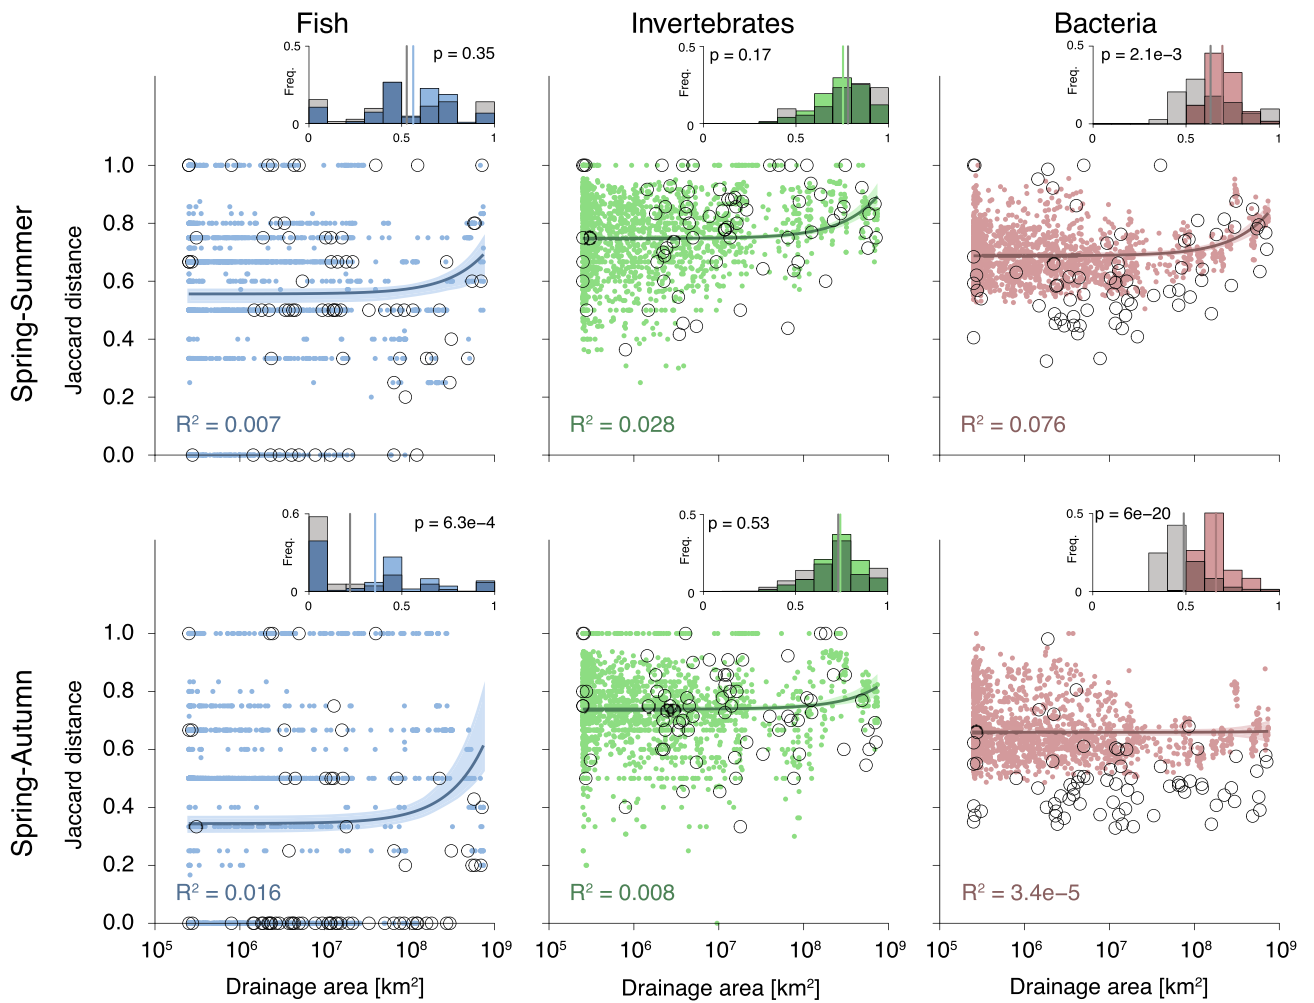 Fish
Invertebrates
Bacteria
0.5
Freq.
0
0
0.5
1
p = 0.35
0.5
Freq.
0
0
0.5
1
p = 0.17
0.5
Freq.
0
0
0.5
1
p = 2.1e−3
Spring-Summer
Jaccard distance
1.0
0.8
0.6
0.4
0.2
0.0
R² = 0.007
R² = 0.028
R² = 0.076
0.6
Freq.
0
0
0.5
1
p = 6.3e−4
0.5
Freq.
0
0
0.5
1
p = 0.53
0.5
Freq.
0
0
0.5
1
p = 6e−20
Spring-Autumn
Jaccard distance
1.0
0.8
0.6
0.4
0.2
0.0
R² = 0.016
R² = 0.008
R² = 3.4e−5
10⁵ 10⁶ 10⁷ 10⁸ 10⁹
10⁵ 10⁶ 10⁷ 10⁸ 10⁹
10⁵ 10⁶ 10⁷ 10⁸ 10⁹
Drainage area [km²]
Drainage area [km²]
Drainage area [km²]